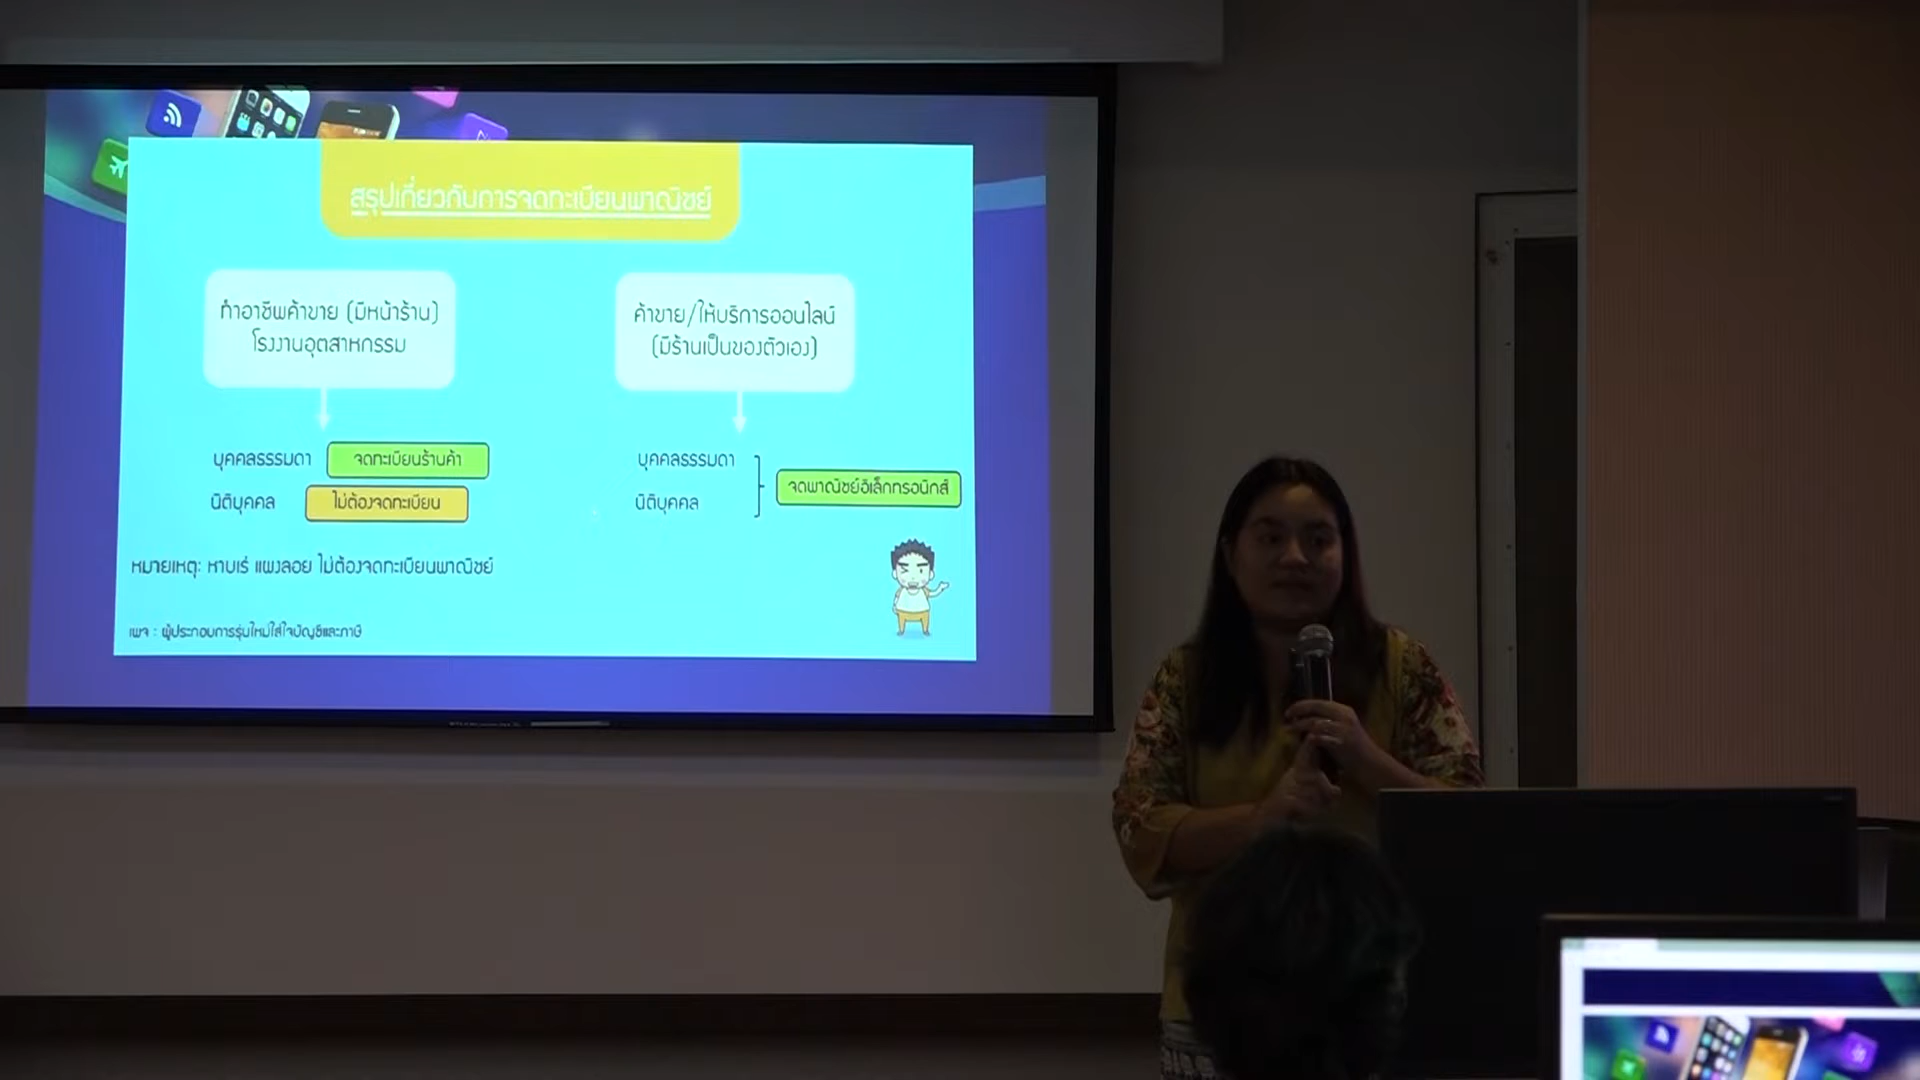 สรุปเกี่ยวกับการจดทะเบียนพาณิชย์
ทำอาชีพค้าขาย (มีหน้าร้าน)
โรงงานอุตสาหกรรม
บุคคลธรรมดา จดทะเบียนร้านค้า
นิติบุคคล ไม่ต้องจดทะเบียน
ค้าขาย/ให้บริการออนไลน์
(มีร้านเป็นของตัวเอง)
บุคคลธรรมดา
นิติบุคคล
จดพาณิชย์อิเล็กทรอนิกส์
หมายเหตุ: หาบเร่ แผงลอย ไม่ต้องจดทะเบียนพาณิชย์
เพจ : ผู้ประกอบการรุ่นใหม่ใส่ใจบัญชีและภาษี